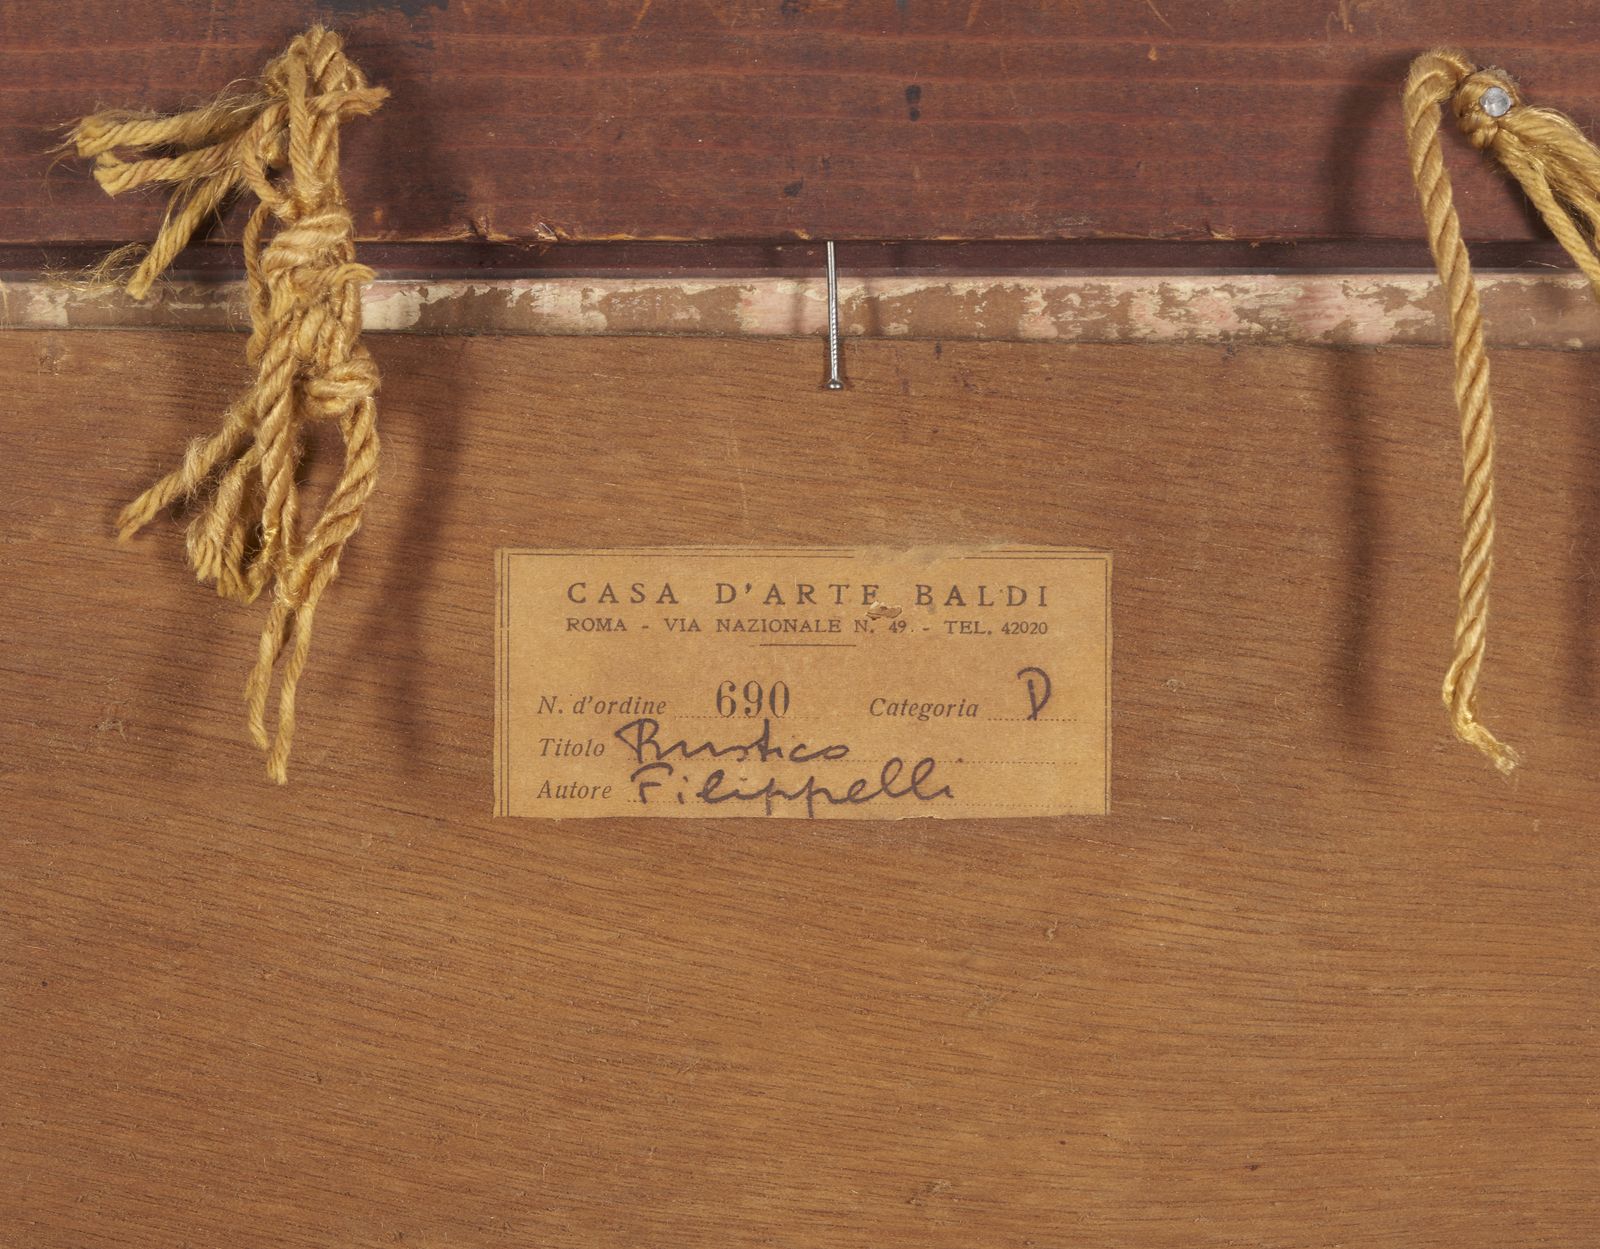 CASA D'ARTE BALDI
ROMA - VIA NAZIONALE N. 49. - TEL. 42020
N. d'ordine 690 Categoria D
Titolo Rustico
Autore Filippelli